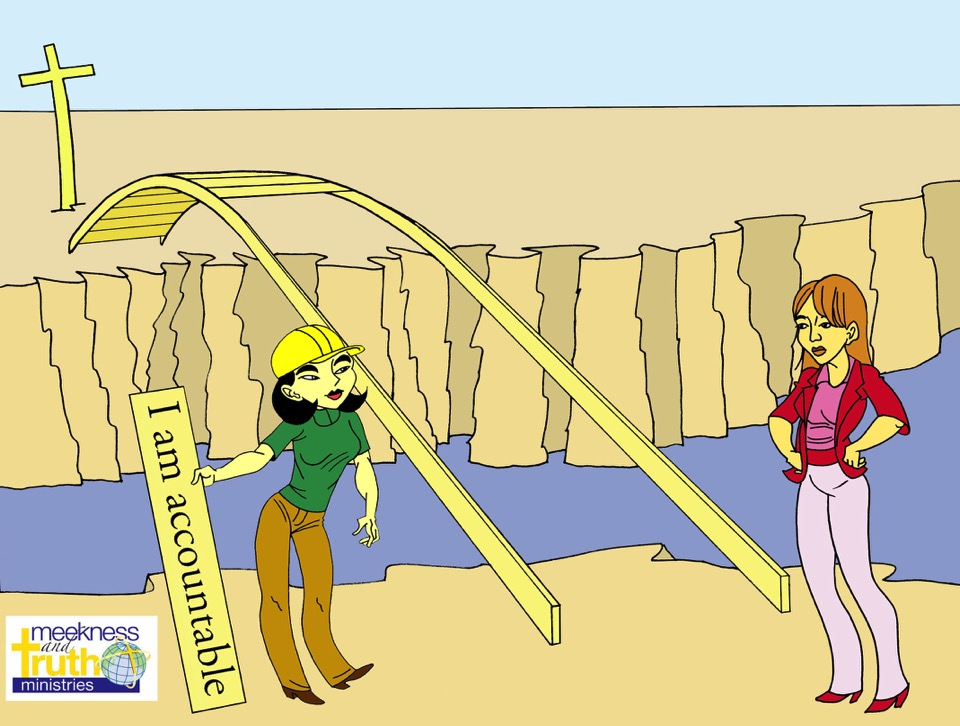 I am accountable
meekness
and
truth
ministries